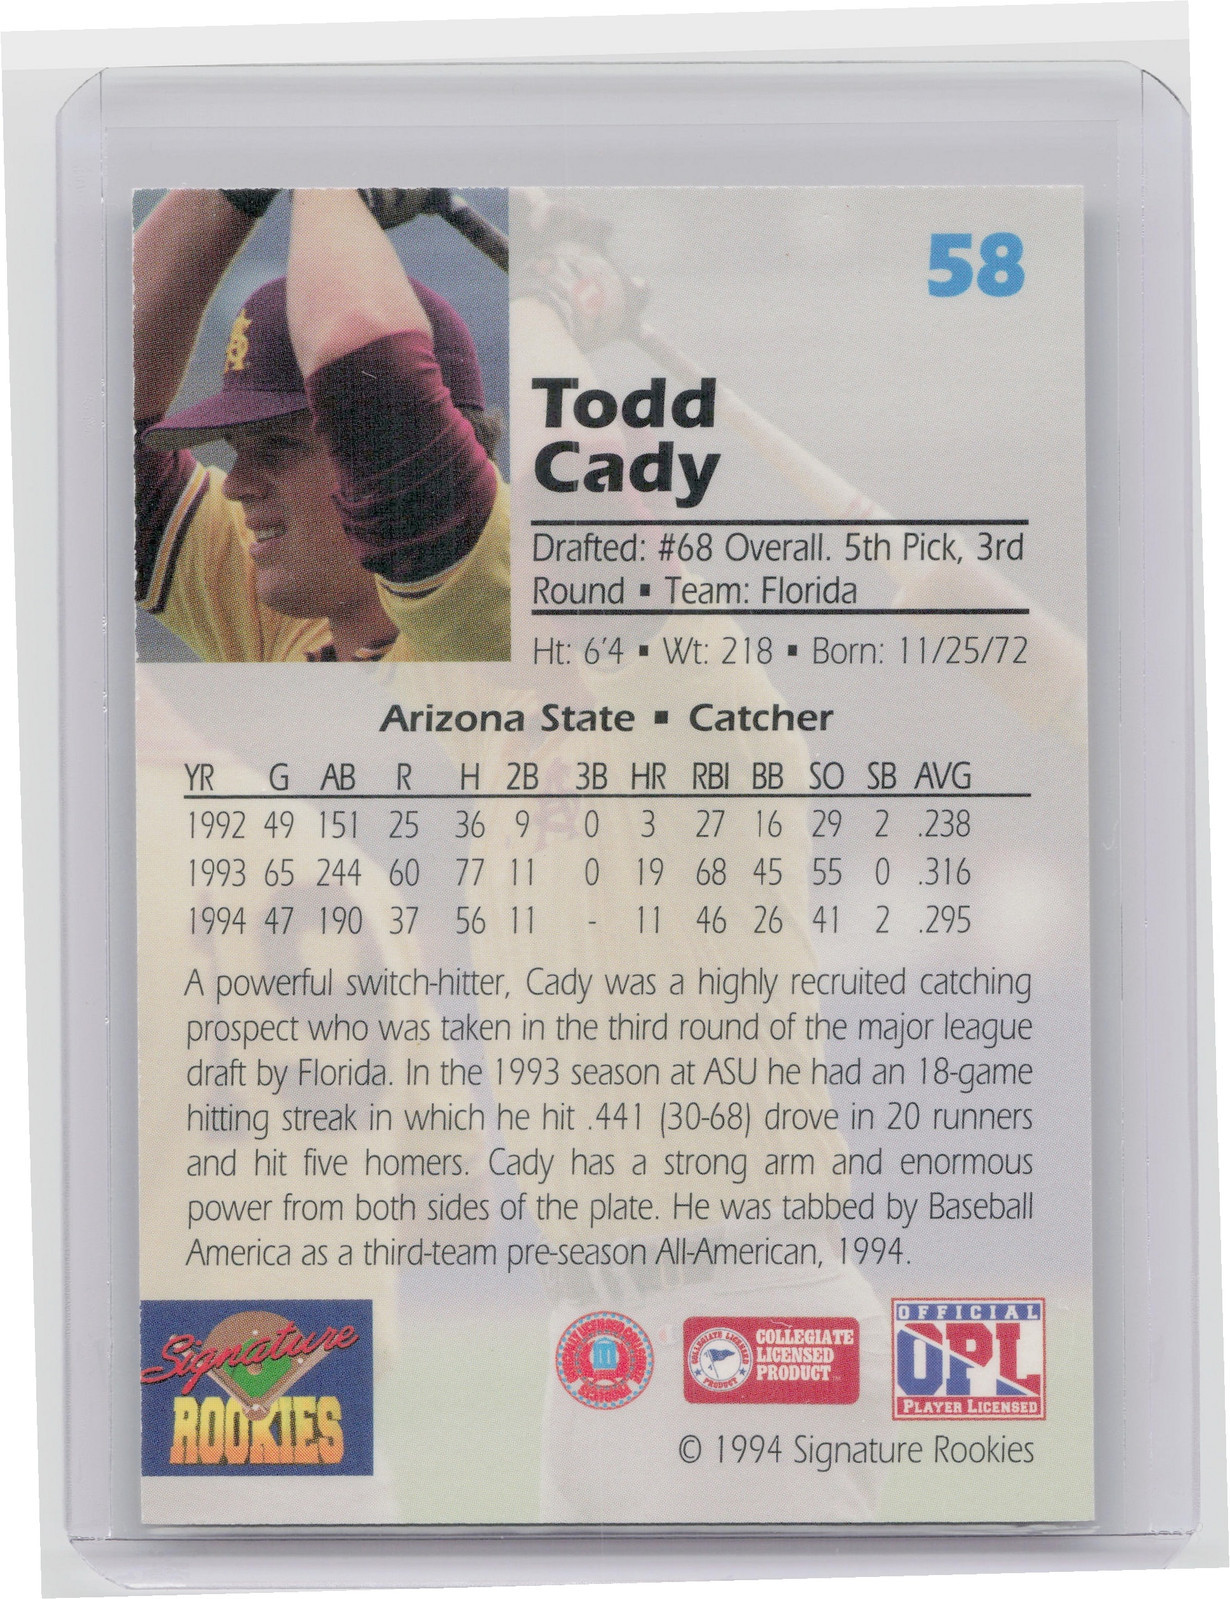 58
Todd
Cady
Drafted: #68 Overall. 5th Pick, 3rd
Round ▪ Team: Florida
Ht: 6'4 ▪ Wt: 218 ▪ Born: 11/25/72
Arizona State ▪ Catcher
YR G AB R H 2B 3B HR RBI BB SO SB AVG
1992 49 151 25 36 9 0 3 27 16 29 2 .238
1993 65 244 60 77 11 0 19 68 45 55 0 .316
1994 47 190 37 56 11 - 11 46 26 41 2 .295
A powerful switch-hitter, Cady was a highly recruited catching
prospect who was taken in the third round of the major league
draft by Florida. In the 1993 season at ASU he had an 18-game
hitting streak in which he hit .441 (30-68) drove in 20 runners
and hit five homers. Cady has a strong arm and enormous
power from both sides of the plate. He was tabbed by Baseball
America as a third-team pre-season All-American, 1994.
Signature
ROOKIES
COLLEGIATE LICENSED
PRODUCT
COLLEGIATE
LICENSED
PRODUCT™
OFFICIAL
OPL
PLAYER LICENSED
© 1994 Signature Rookies